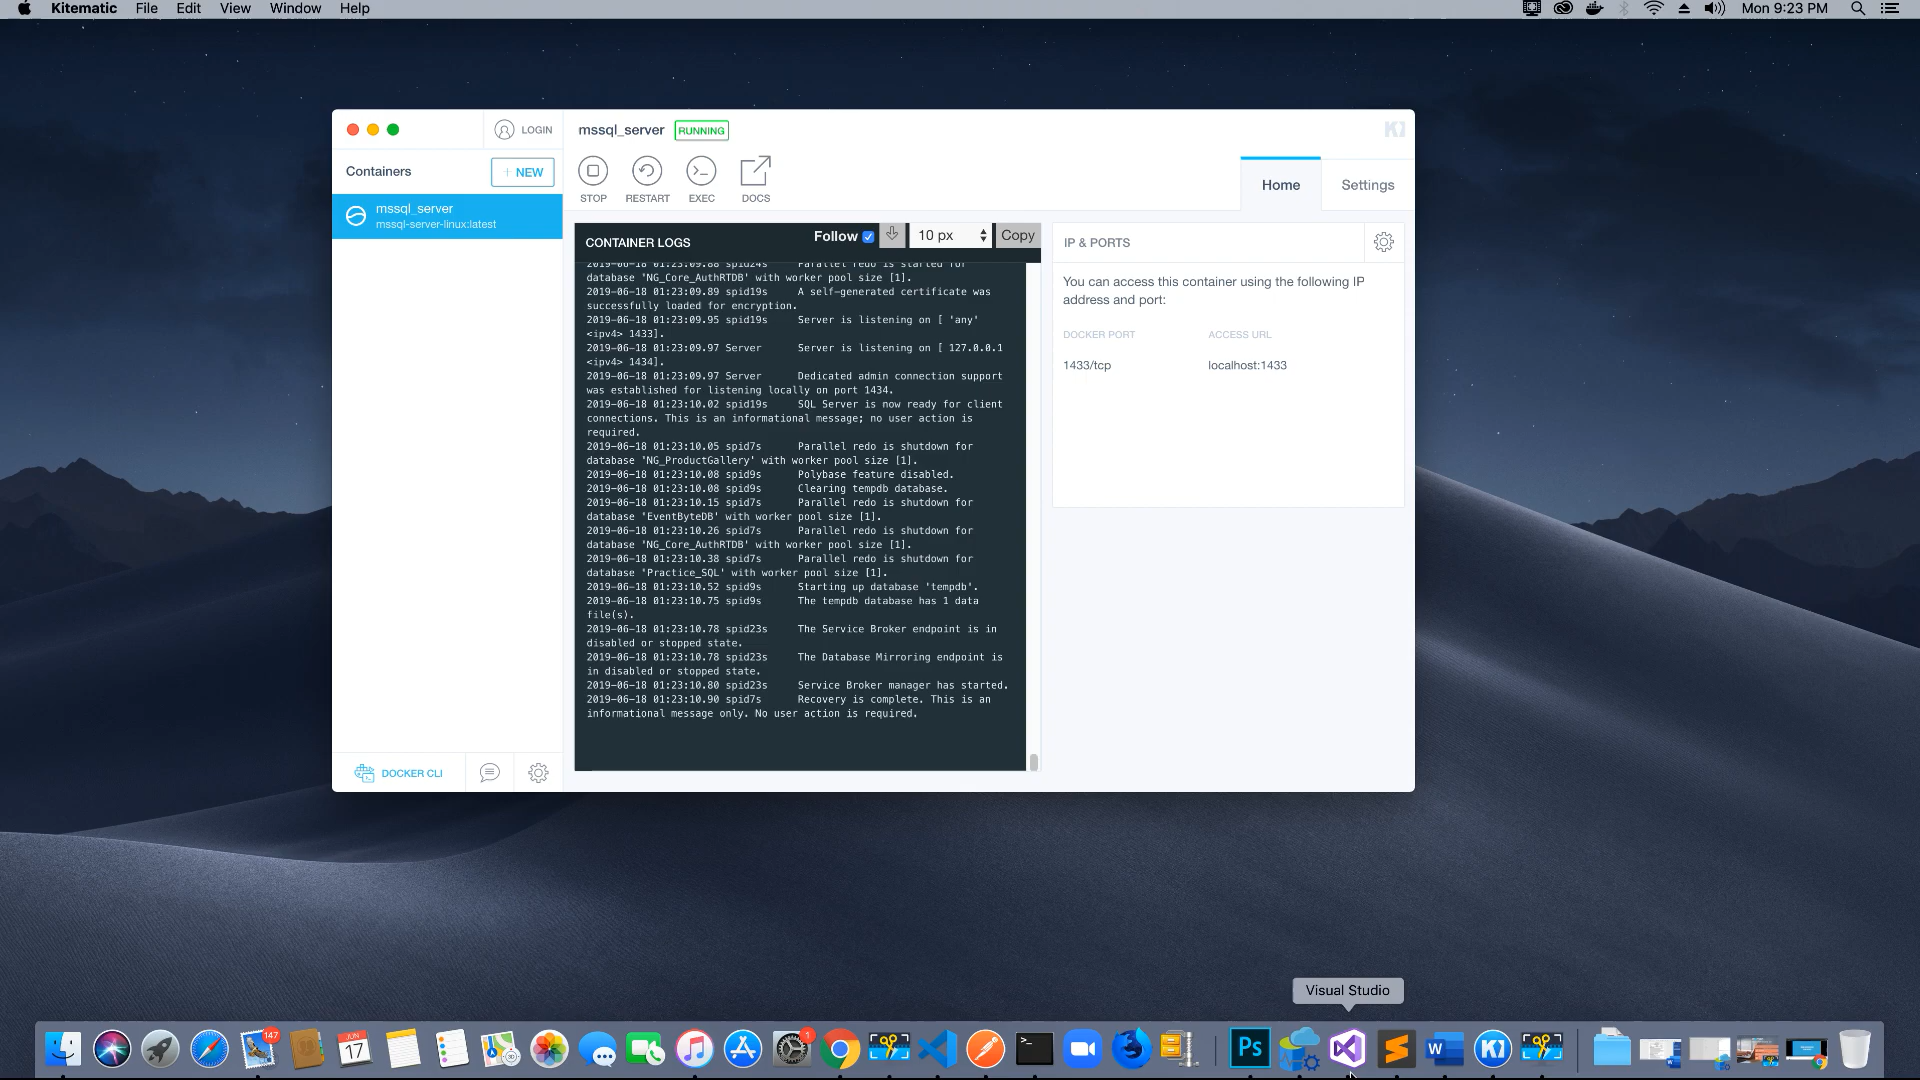 Kitematic File Edit View Window Help Mon 9:23 PM
LOGIN
mssql_server RUNNING
Containers + NEW
STOP RESTART EXEC DOCS
Home Settings
mssql_server
mssql-server-linux:latest
CONTAINER LOGS Follow 10 px Copy
2019-06-18 01:23:09.88 spid24s Parallel redo is started for
database 'NG_Core_AuthRTDB' with worker pool size [1].
2019-06-18 01:23:09.89 spid19s A self-generated certificate was
successfully loaded for encryption.
2019-06-18 01:23:09.95 spid19s Server is listening on [ 'any'
<ipv4> 1433].
2019-06-18 01:23:09.97 Server Server is listening on [ 127.0.0.1
<ipv4> 1434].
2019-06-18 01:23:09.97 Server Dedicated admin connection support
was established for listening locally on port 1434.
2019-06-18 01:23:10.02 spid19s SQL Server is now ready for client
connections. This is an informational message; no user action is
required.
2019-06-18 01:23:10.05 spid7s Parallel redo is shutdown for
database 'NG_ProductGallery' with worker pool size [1].
2019-06-18 01:23:10.08 spid9s Polybase feature disabled.
2019-06-18 01:23:10.08 spid9s Clearing tempdb database.
2019-06-18 01:23:10.15 spid7s Parallel redo is shutdown for
database 'EventByteDB' with worker pool size [1].
2019-06-18 01:23:10.26 spid7s Parallel redo is shutdown for
database 'NG_Core_AuthRTDB' with worker pool size [1].
2019-06-18 01:23:10.38 spid7s Parallel redo is shutdown for
database 'Practice_SQL' with worker pool size [1].
2019-06-18 01:23:10.52 spid9s Starting up database 'tempdb'.
2019-06-18 01:23:10.75 spid9s The tempdb database has 1 data
file(s).
2019-06-18 01:23:10.78 spid23s The Service Broker endpoint is in
disabled or stopped state.
2019-06-18 01:23:10.78 spid23s The Database Mirroring endpoint is
in disabled or stopped state.
2019-06-18 01:23:10.80 spid23s Service Broker manager has started.
2019-06-18 01:23:10.90 spid7s Recovery is complete. This is an
informational message only. No user action is required.
IP & PORTS
You can access this container using the following IP
address and port:
DOCKER PORT ACCESS URL
1433/tcp localhost:1433
DOCKER CLI
Visual Studio
147
JUN
17
3D
1
>_
Ps
S
W
K